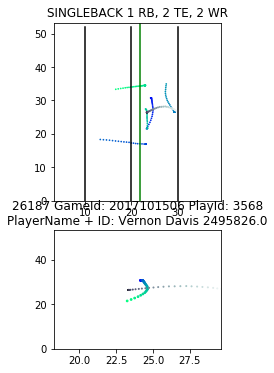 SINGLEBACK 1 RB, 2 TE, 2 WR
50
40
30
20
10
0
10 20 30
26187 GameId: 2017101506 PlayId: 3568
PlayerName + ID: Vernon Davis 2495826.0
40
20
0
20.0 22.5 25.0 27.5